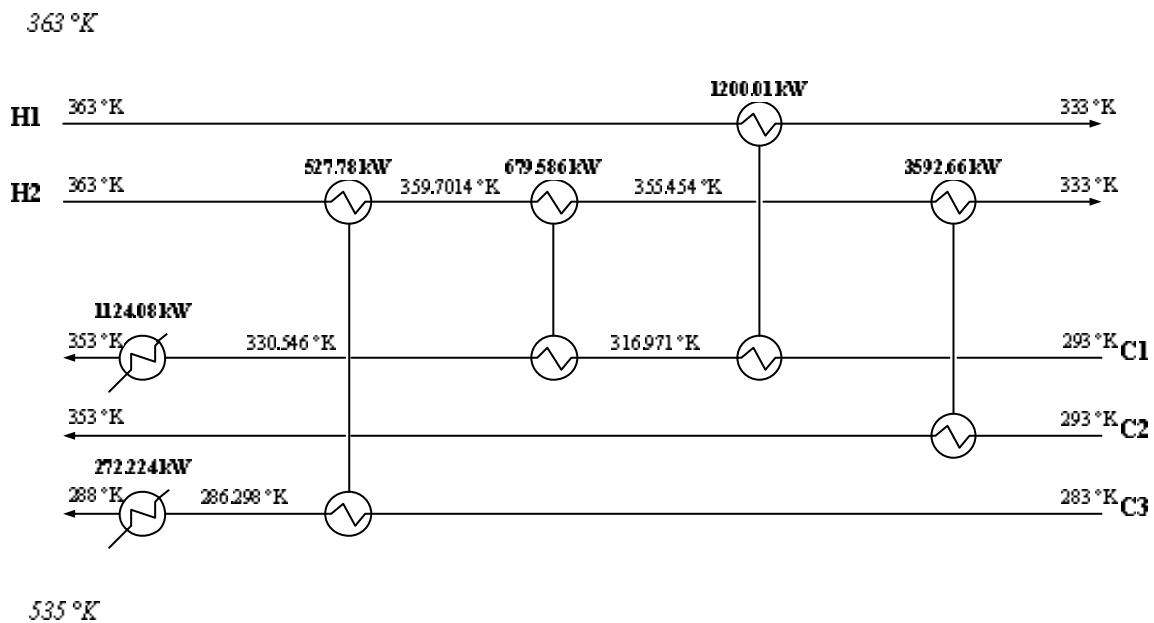 363 °K
1200.01 kW
H1 363 °K 333 °K
527.78 kW 679.586 kW 3592.66 kW
H2 363 °K 359.7014 °K 355.454 °K 333 °K
1124.08 kW
353 °K 330.546 °K 316.971 °K 293 °K C1
353 °K 293 °K C2
272.224 kW
288 °K 286.298 °K 283 °K C3
535 °K